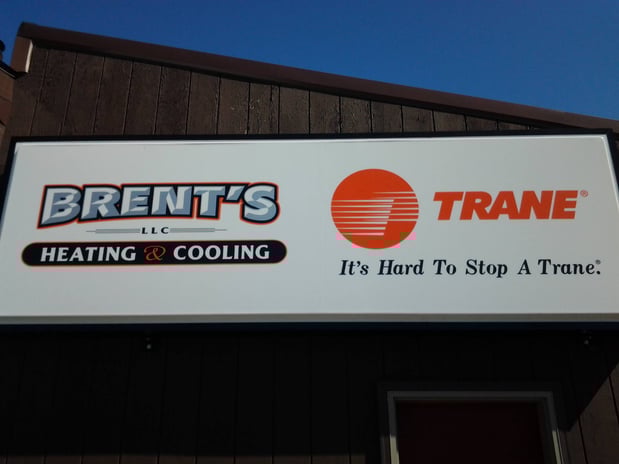 BRENT'S
LLC
HEATING & COOLING
TRANE®
It's Hard To Stop A Trane.®